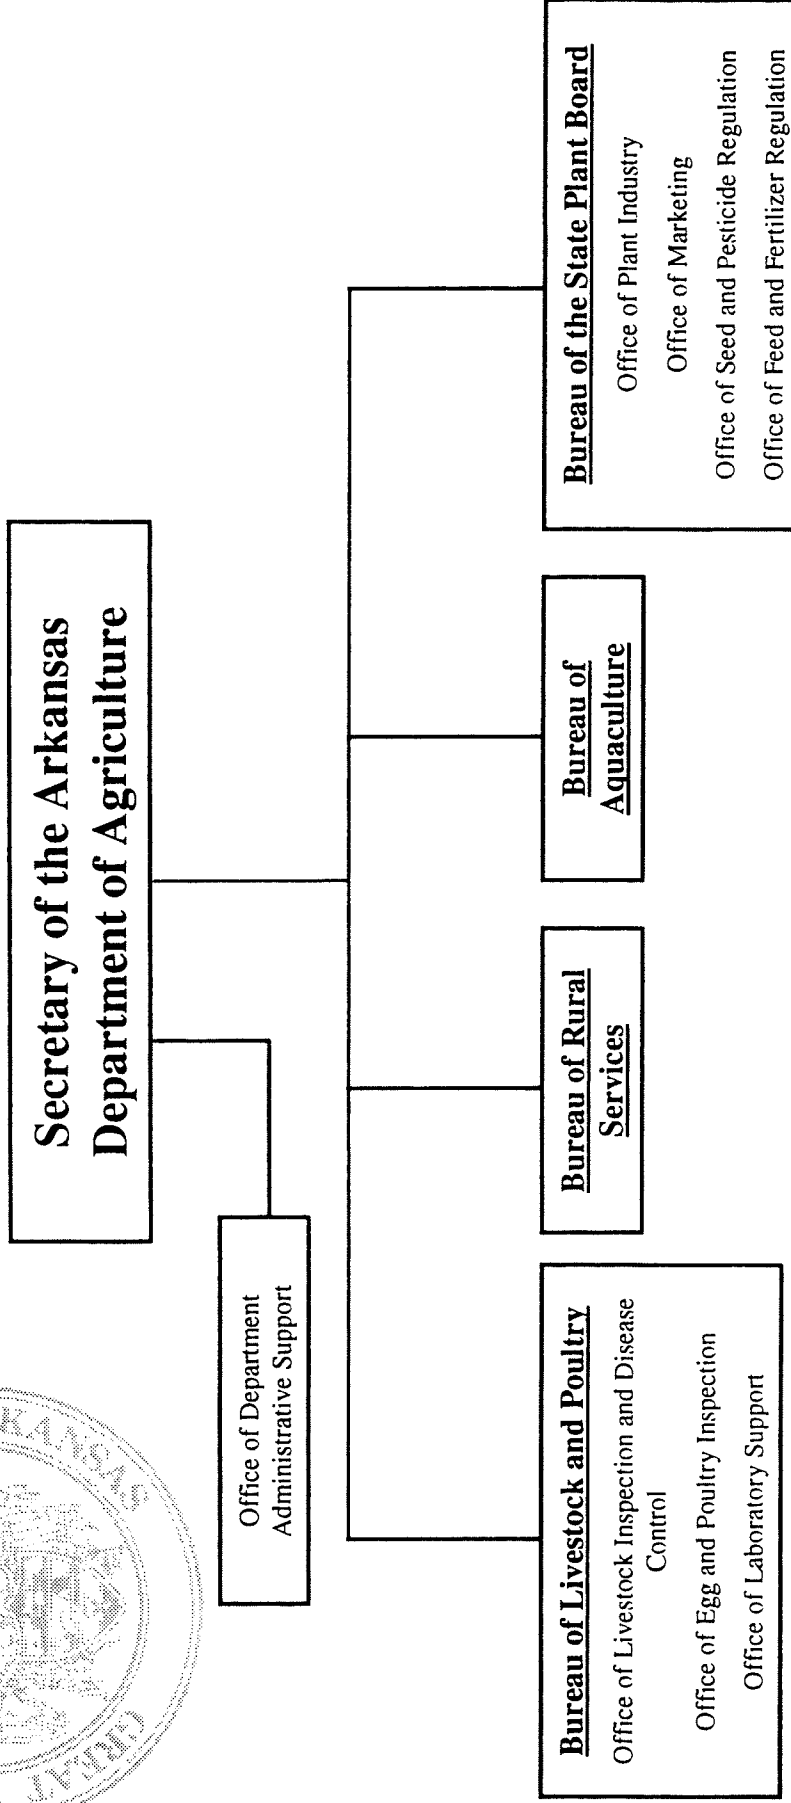 KANSAS
GREAT
Secretary of the Arkansas
Department of Agriculture
Office of Department
Administrative Support
Bureau of Livestock and Poultry
Office of Livestock Inspection and Disease
Control
Office of Egg and Poultry Inspection
Office of Laboratory Support
Bureau of Rural
Services
Bureau of
Aquaculture
Bureau of the State Plant Board
Office of Plant Industry
Office of Marketing
Office of Seed and Pesticide Regulation
Office of Feed and Fertilizer Regulation